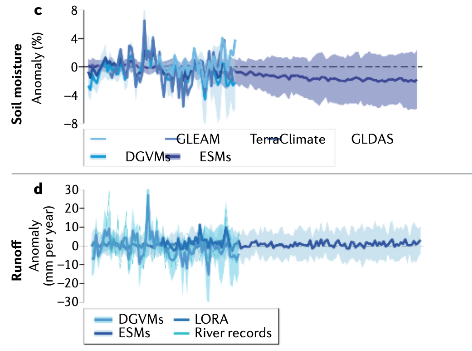 c
8
4
0
−4
−8
Soil moisture
Anomaly (%)
GLEAM TerraClimate GLDAS
DGVMs ESMs
d
30
20
10
0
−10
−20
−30
Runoff
Anomaly
(mm per year)
DGVMs LORA
ESMs River records